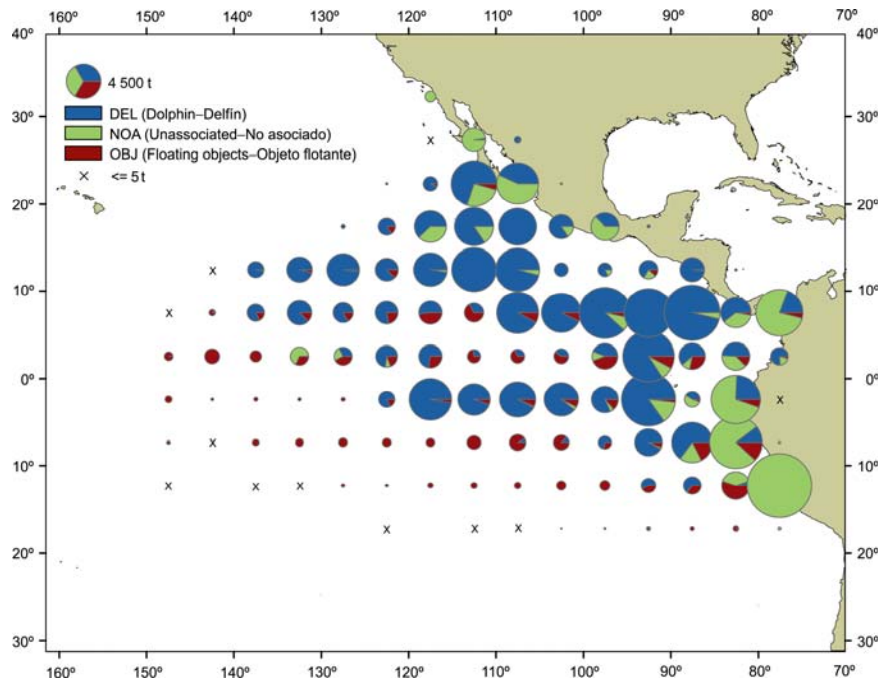 160º 150º 140º 130º 120º 110º 100º 90º 80º 70º
40º 40º
4 500 t
30º 30º
DEL (Dolphin–Delfín)
NOA (Unassociated–No asociado)
OBJ (Floating objects–Objeto flotante)
x <= 5 t
20º 20º
10º 10º
0º 0º
10º 10º
20º 20º
30º 30º
160º 150º 140º 130º 120º 110º 100º 90º 80º 70º